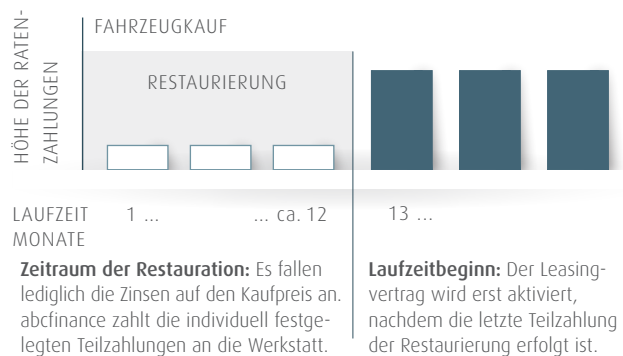 HÖHE DER RATEN-
ZAHLUNGEN
FAHRZEUGKAUF
RESTAURIERUNG
LAUFZEIT 1 ... ... ca. 12 13 ...
MONATE
Zeitraum der Restauration: Es fallen
lediglich die Zinsen auf den Kaufpreis an.
abcfinance zahlt die individuell festge-
legten Teilzahlungen an die Werkstatt.
Laufzeitbeginn: Der Leasing-
vertrag wird erst aktiviert,
nachdem die letzte Teilzahlung
der Restaurierung erfolgt ist.